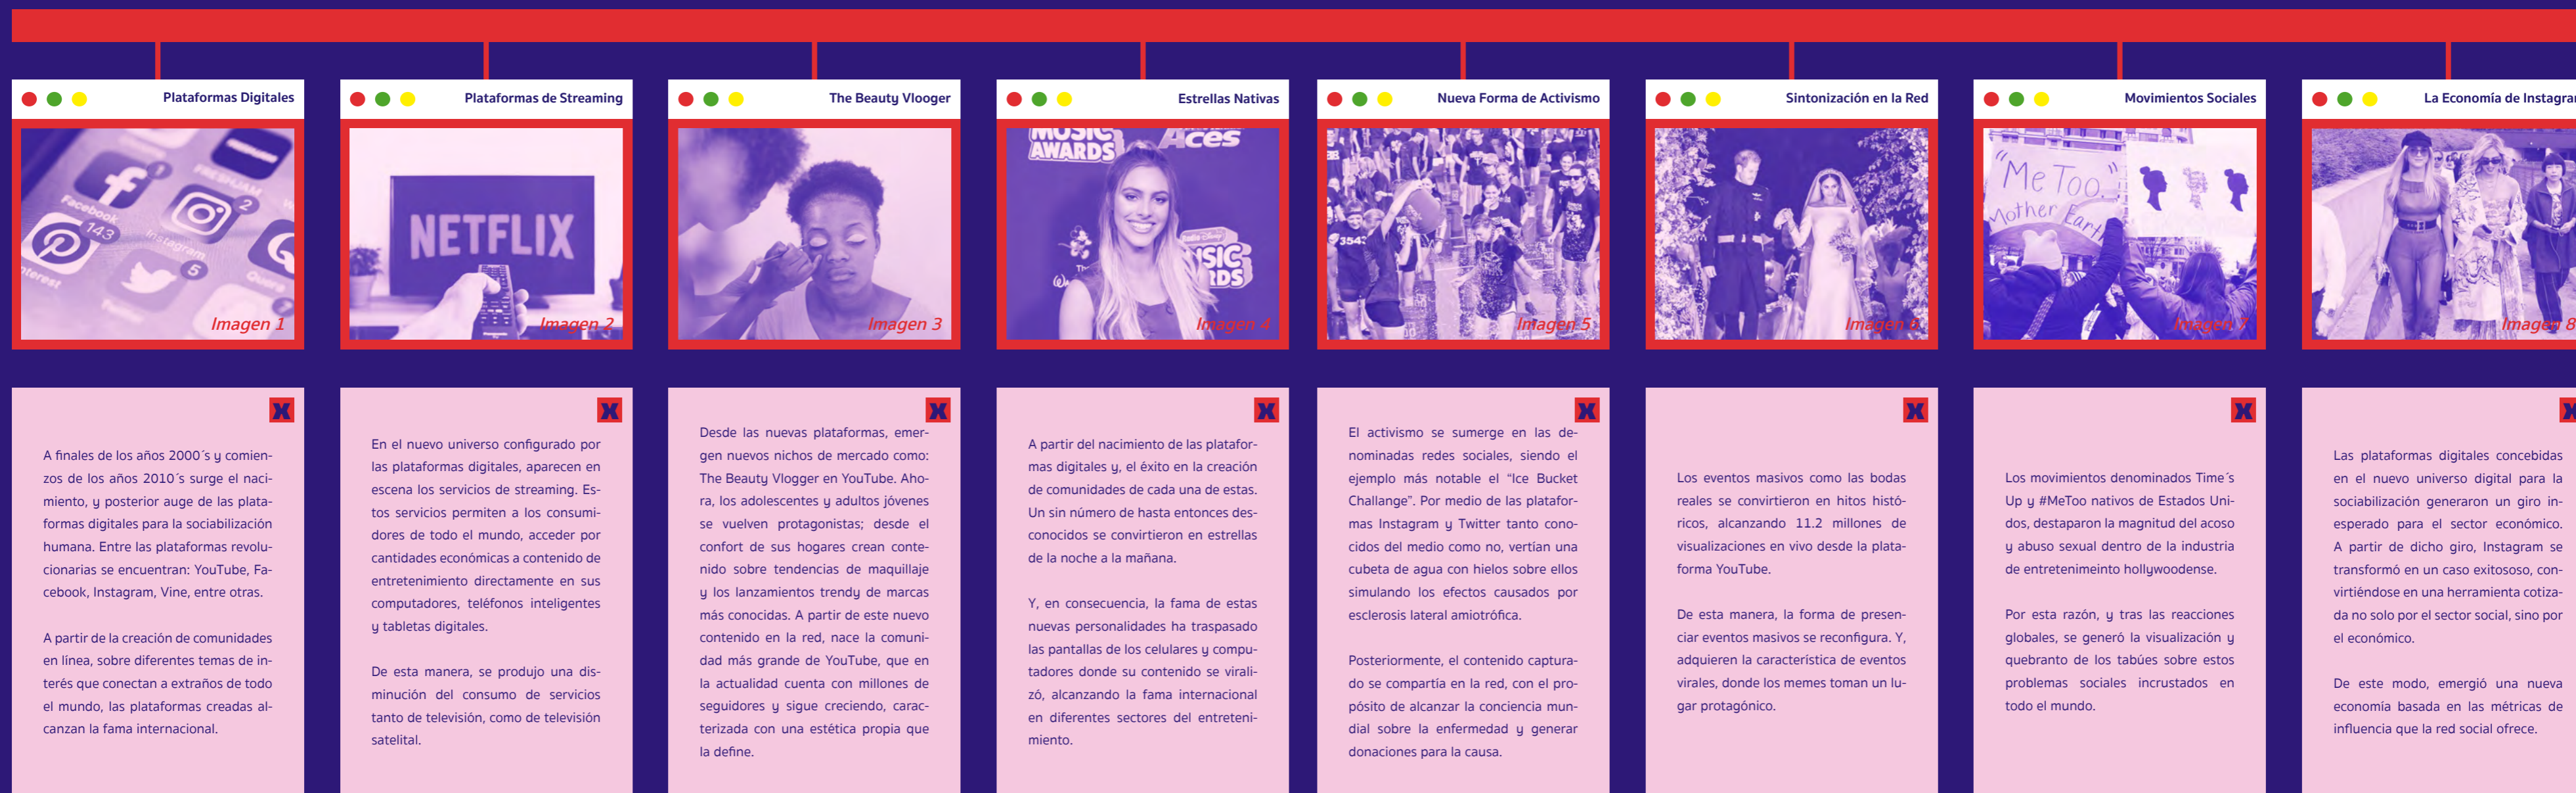 Plataformas Digitales
FRESHJAM
Facebook
1
Instagram
2
143
5
Imagen 1
A finales de los años 2000´s y comien-
zos de los años 2010´s surge el naci-
miento, y posterior auge de las plata-
formas digitales para la sociabilización
humana. Entre las plataformas revolu-
cionarias se encuentran: YouTube, Fa-
cebook, Instagram, Vine, entre otras.
A partir de la creación de comunidades
en línea, sobre diferentes temas de in-
terés que conectan a extraños de todo
el mundo, las plataformas creadas al-
canzan la fama internacional.
Plataformas de Streaming
NETFLIX
Imagen 2
X
En el nuevo universo configurado por
las plataformas digitales, aparecen en
escena los servicios de streaming. Es-
tos servicios permiten a los consumi-
dores de todo el mundo, acceder por
cantidades económicas a contenido de
entretenimiento directamente en sus
computadores, teléfonos inteligentes
y tabletas digitales.
De esta manera, se produjo una dis-
minución del consumo de servicios
tanto de televisión, como de televisión
satelital.
The Beauty Vlooger
Imagen 3
X
Desde las nuevas plataformas, emer-
gen nuevos nichos de mercado como:
The Beauty Vlogger en YouTube. Aho-
ra, los adolescentes y adultos jóvenes
se vuelven protagonistas; desde el
confort de sus hogares crean conte-
nido sobre tendencias de maquillaje
y los lanzamientos trendy de marcas
más conocidas. A partir de este nuevo
contenido en la red, nace la comuni-
dad más grande de YouTube, que en
la actualidad cuenta con millones de
seguidores y sigue creciendo, carac-
terizada con una estética propia que
la define.
Estrellas Nativas
MUSIC
AWARDS
Aces
Imagen 4
X
A partir del nacimiento de las platafor-
mas digitales y, el éxito en la creación
de comunidades de cada una de estas.
Un sin número de hasta entonces des-
conocidos se convirtieron en estrellas
de la noche a la mañana.
Y, en consecuencia, la fama de estas
nuevas personalidades ha traspasado
las pantallas de los celulares y compu-
tadores donde su contenido se virali-
zó, alcanzando la fama internacional
en diferentes sectores del entreteni-
miento.
Nueva Forma de Activismo
3543
Imagen 5
X
El activismo se sumerge en las de-
nominadas redes sociales, siendo el
ejemplo más notable el “Ice Bucket
Challange”. Por medio de las platafor-
mas Instagram y Twitter tanto cono-
cidos del medio como no, vertían una
cubeta de agua con hielos sobre ellos
simulando los efectos causados por
esclerosis lateral amiotrófica.
Posteriormente, el contenido captura-
do se compartía en la red, con el pro-
pósito de alcanzar la conciencia mun-
dial sobre la enfermedad y generar
donaciones para la causa.
Sintonización en la Red
Imagen 6
X
Los eventos masivos como las bodas
reales se convirtieron en hitos histó-
ricos, alcanzando 11.2 millones de
visualizaciones en vivo desde la plata-
forma YouTube.
De esta manera, la forma de presen-
ciar eventos masivos se reconfigura. Y,
adquieren la característica de eventos
virales, donde los memes toman un lu-
gar protagónico.
Movimientos Sociales
"Me Too."
Mother Earth
Imagen 7
X
Los movimientos denominados Time´s
Up y #MeToo nativos de Estados Uni-
dos, destaparon la magnitud del acoso
y abuso sexual dentro de la industria
de entretenimeinto hollywoodense.
Por esta razón, y tras las reacciones
globales, se generó la visualización y
quebranto de los tabúes sobre estos
problemas sociales incrustados en
todo el mundo.
La Economía de Instagram
Imagen 8
X
Las plataformas digitales concebidas
en el nuevo universo digital para la
sociabilización generaron un giro in-
esperado para el sector económico.
A partir de dicho giro, Instagram se
transformó en un caso exitososo, con-
virtiéndose en una herramienta cotiza-
da no solo por el sector social, sino por
el económico.
De este modo, emergió una nueva
economía basada en las métricas de
influencia que la red social ofrece.